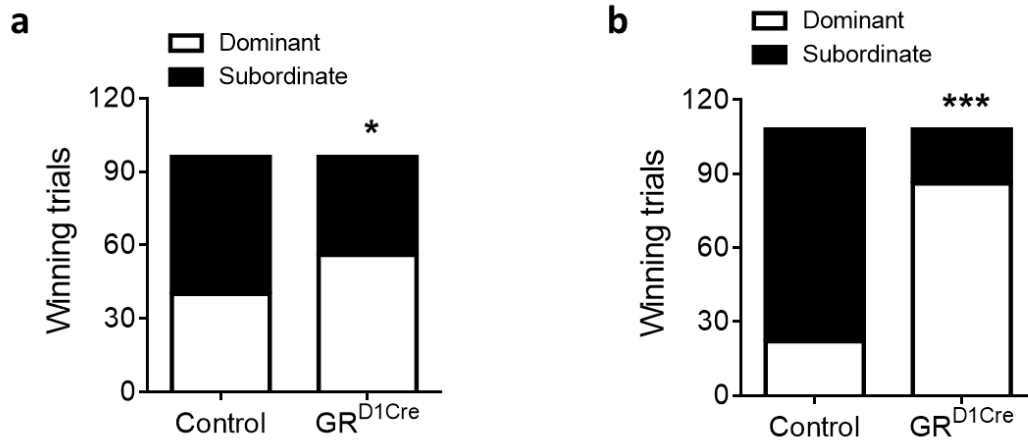 a
Dominant
Subordinate
Winning trials
120
90
60
30
0
*
Control
GR^D1Cre
b
Dominant
Subordinate
Winning trials
120
90
60
30
0
***
Control
GR^D1Cre